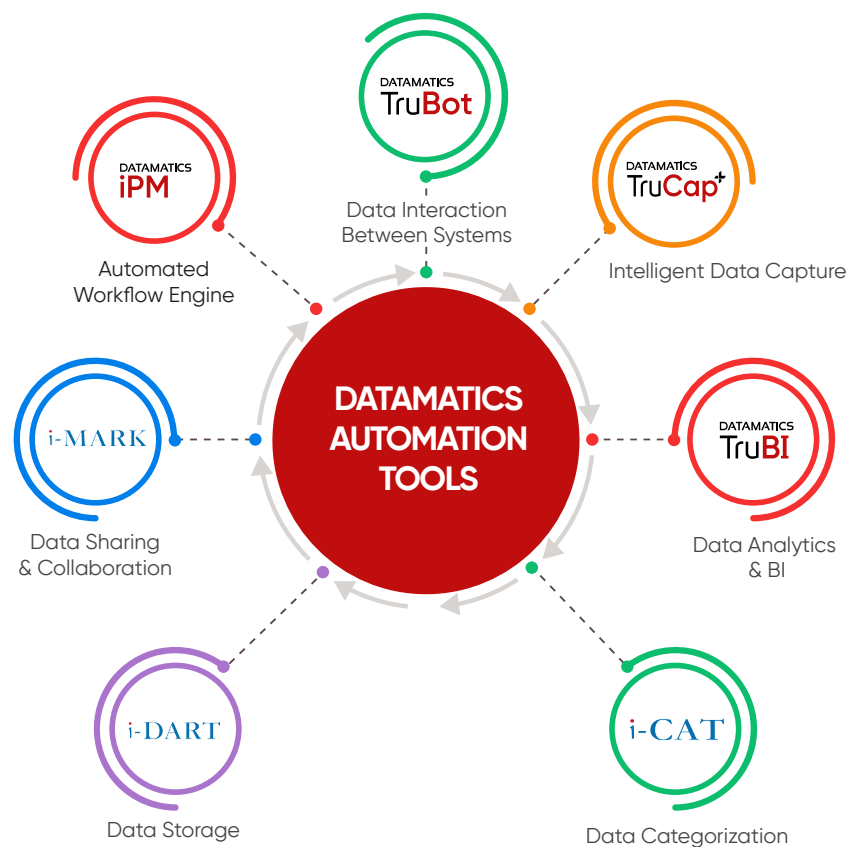 DATAMATICS
TruBot
Data Interaction
Between Systems
DATAMATICS
TruCap+
Intelligent Data Capture
DATAMATICS
TruBI
Data Analytics
& BI
i-CAT
Data Categorization
i-DART
Data Storage
i-MARK
Data Sharing
& Collaboration
DATAMATICS
iPM
Automated
Workflow Engine
DATAMATICS
AUTOMATION
TOOLS